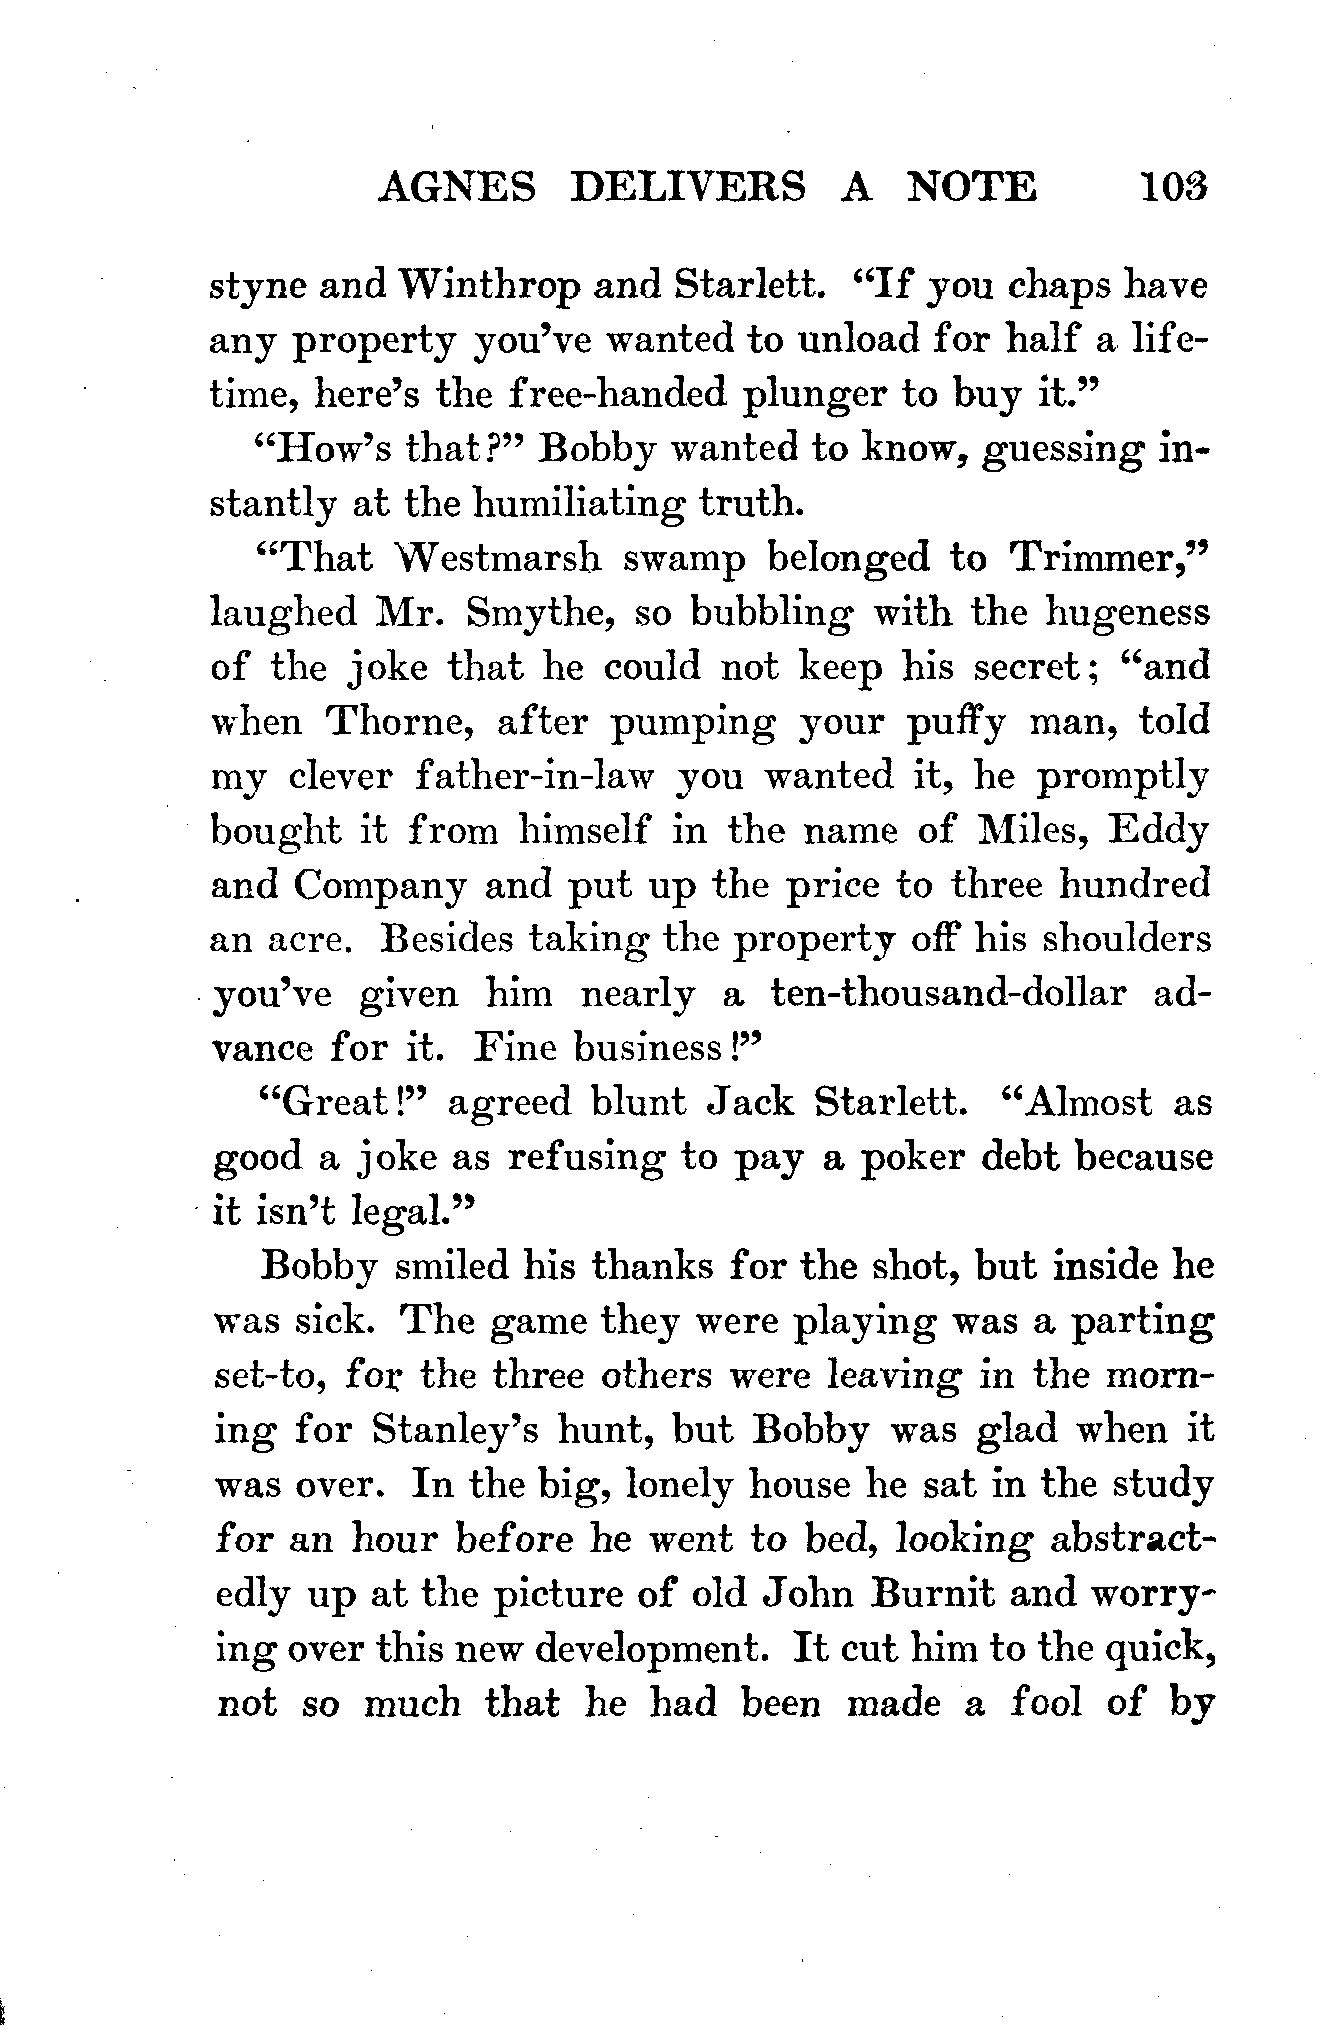 AGNES DELIVERS A NOTE 103
styne and Winthrop and Starlett. “If you chaps have
any property you’ve wanted to unload for half a life-
time, here’s the free-handed plunger to buy it.”
“How’s that?” Bobby wanted to know, guessing in-
stantly at the humiliating truth.
“That Westmarsh swamp belonged to Trimmer,”
laughed Mr. Smythe, so bubbling with the hugeness
of the joke that he could not keep his secret; “and
when Thorne, after pumping your puffy man, told
my clever father-in-law you wanted it, he promptly
bought it from himself in the name of Miles, Eddy
and Company and put up the price to three hundred
an acre. Besides taking the property off his shoulders
you’ve given him nearly a ten-thousand-dollar ad-
vance for it. Fine business!”
“Great!” agreed blunt Jack Starlett. “Almost as
good a joke as refusing to pay a poker debt because
it isn’t legal.”
Bobby smiled his thanks for the shot, but inside he
was sick. The game they were playing was a parting
set-to, for the three others were leaving in the morn-
ing for Stanley’s hunt, but Bobby was glad when it
was over. In the big, lonely house he sat in the study
for an hour before he went to bed, looking abstract-
edly up at the picture of old John Burnit and worry-
ing over this new development. It cut him to the quick,
not so much that he had been made a fool of by